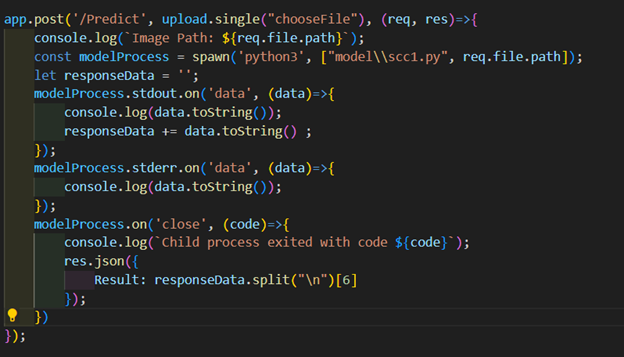 app.post('/Predict', upload.single("chooseFile"), (req, res)=>{
    console.log(`Image Path: ${req.file.path}`);
    const modelProcess = spawn('python3', ["model\\scc1.py", req.file.path]);
    let responseData = '';
    modelProcess.stdout.on('data', (data)=>{
        console.log(data.toString());
        responseData += data.toString() ;
    });
    modelProcess.stderr.on('data', (data)=>{
        console.log(data.toString());
    });
    modelProcess.on('close', (code)=>{
        console.log(`Child process exited with code ${code}`);
        res.json({
            Result: responseData.split("\n")[6]
        });
    })
});